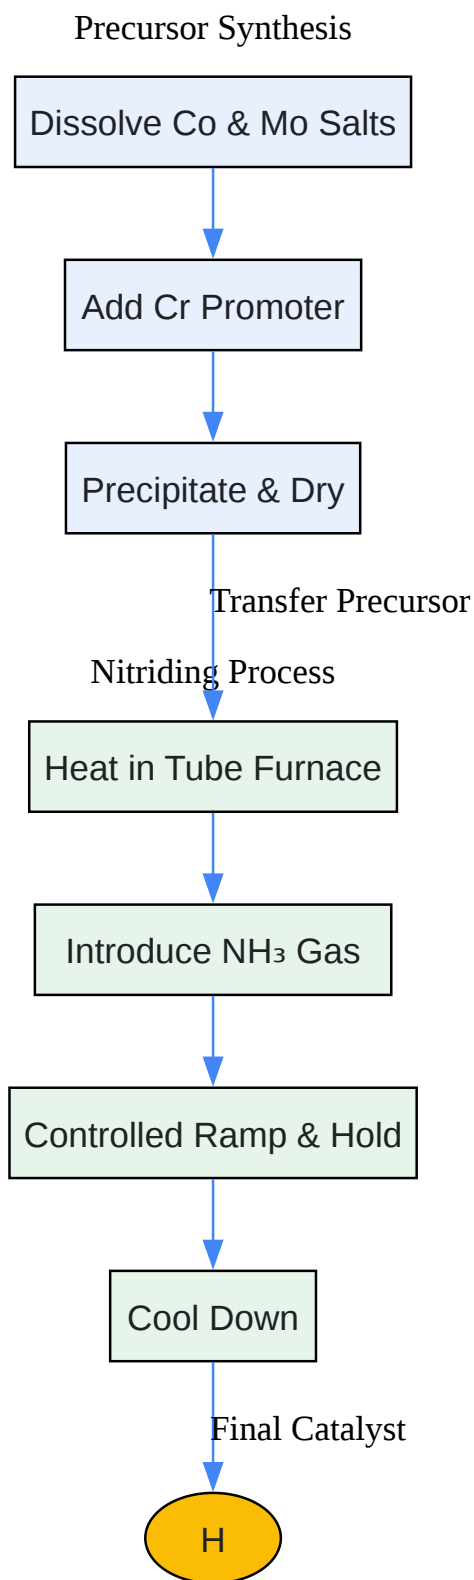 Precursor Synthesis
Dissolve Co & Mo Salts
Add Cr Promoter
Precipitate & Dry
Transfer Precursor
Nitriding Process
Heat in Tube Furnace
Introduce NH₃ Gas
Controlled Ramp & Hold
Cool Down
Final Catalyst
H